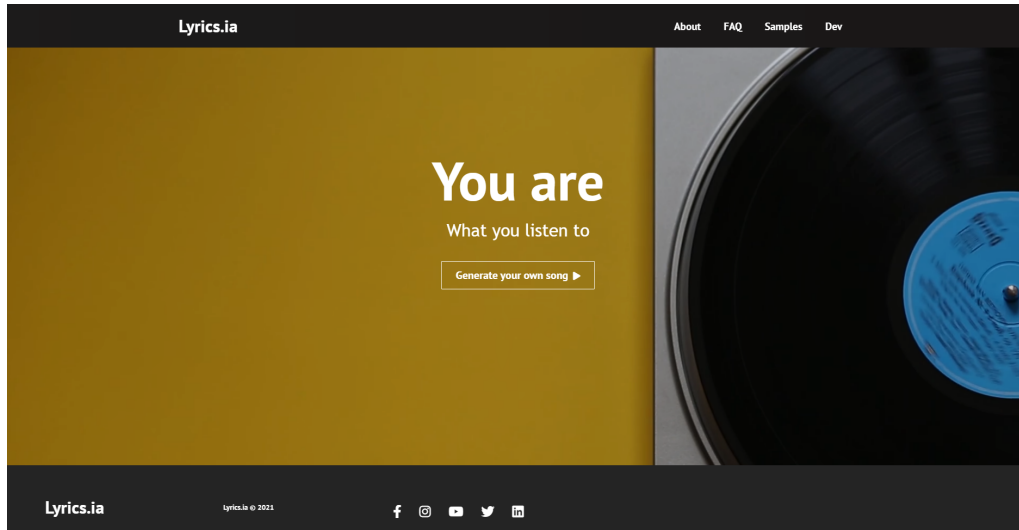 Lyrics.ia
About FAQ Samples Dev
You are
What you listen to
Generate your own song
Lyrics.ia
Lyrics.ia © 2021